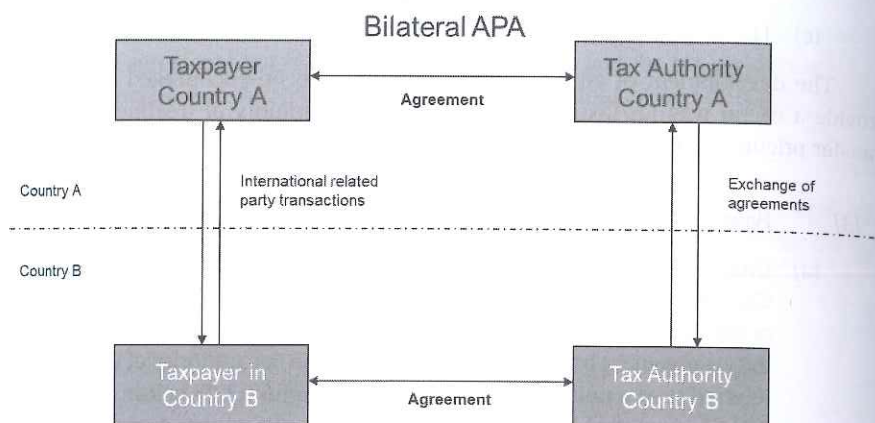 Bilateral APA
Taxpayer
Country A
Agreement
Tax Authority
Country A
Country A
International related
party transactions
Exchange of
agreements
Country B
Taxpayer in
Country B
Agreement
Tax Authority
Country B